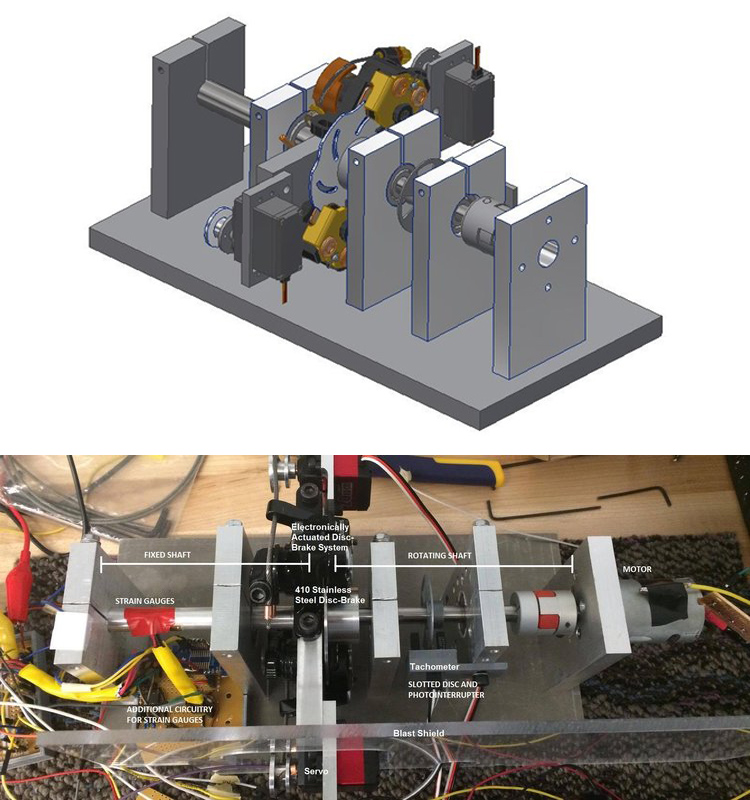 Electronically
Actuated Disc-
Brake System
FIXED SHAFT
ROTATING SHAFT
MOTOR
410 Stainless
Steel Disc-Brake
STRAIN GAUGES
Tachometer
SLOTTED DISC AND
PHOTOINTERRUPTER
ADDITIONAL CIRCUITRY
FOR STRAIN GAUGES
Blast Shield
Servo